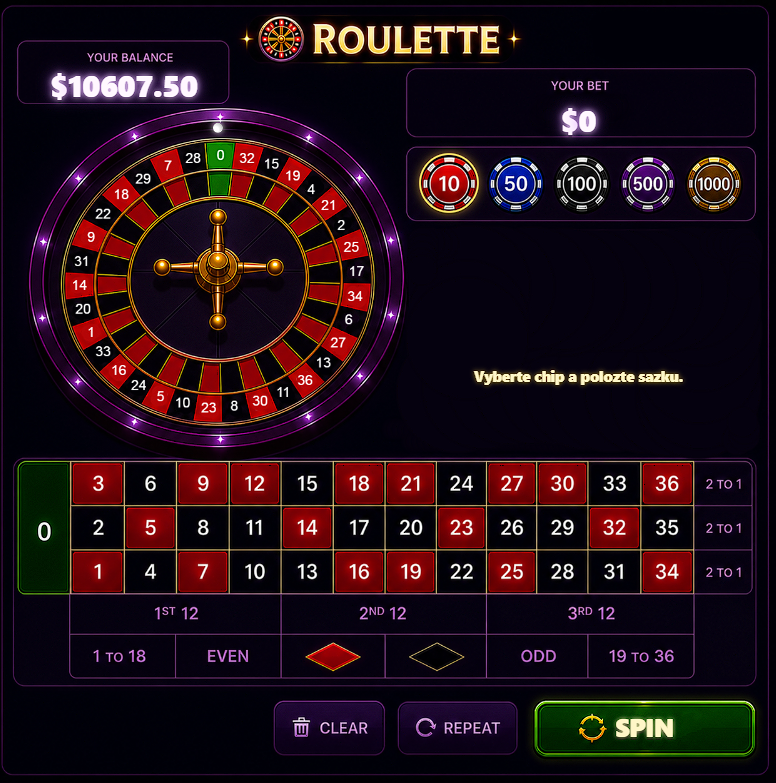 ROULETTE
YOUR BALANCE
$10607.50
YOUR BET
$0
10 50 100 500 1000
0 32 15 19 4 21 2 25 17 34 6 27 13 36 11 30 8 23 10 5 24 16 33 1 20 14 31 9 22 18 29 7 28
Vyberte chip a polozte sazku.
3 6 9 12 15 18 21 24 27 30 33 36 2 TO 1
0 2 5 8 11 14 17 20 23 26 29 32 35 2 TO 1
1 4 7 10 13 16 19 22 25 28 31 34 2 TO 1
1ST 12 2ND 12 3RD 12
1 TO 18 EVEN ODD 19 TO 36
CLEAR REPEAT SPIN